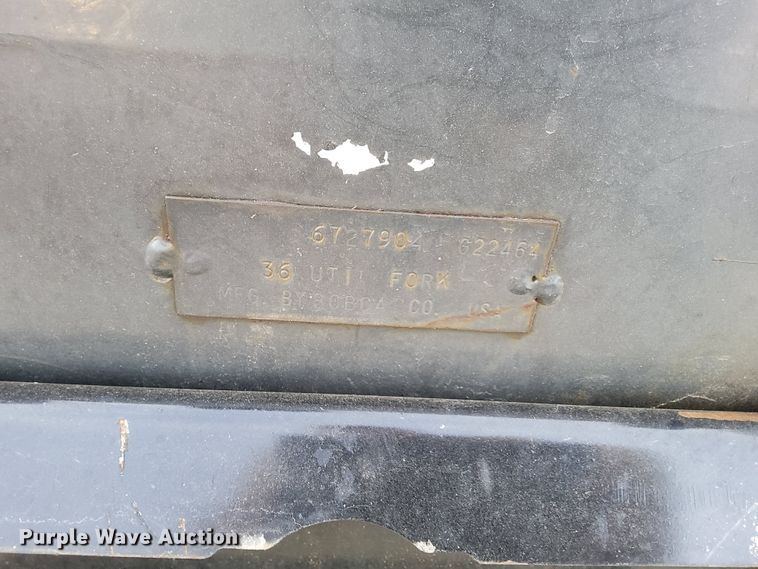 6727904 G22464
36 UTIL FORK
MFG. BY BOBCAT CO. USA
Purple Wave Auction